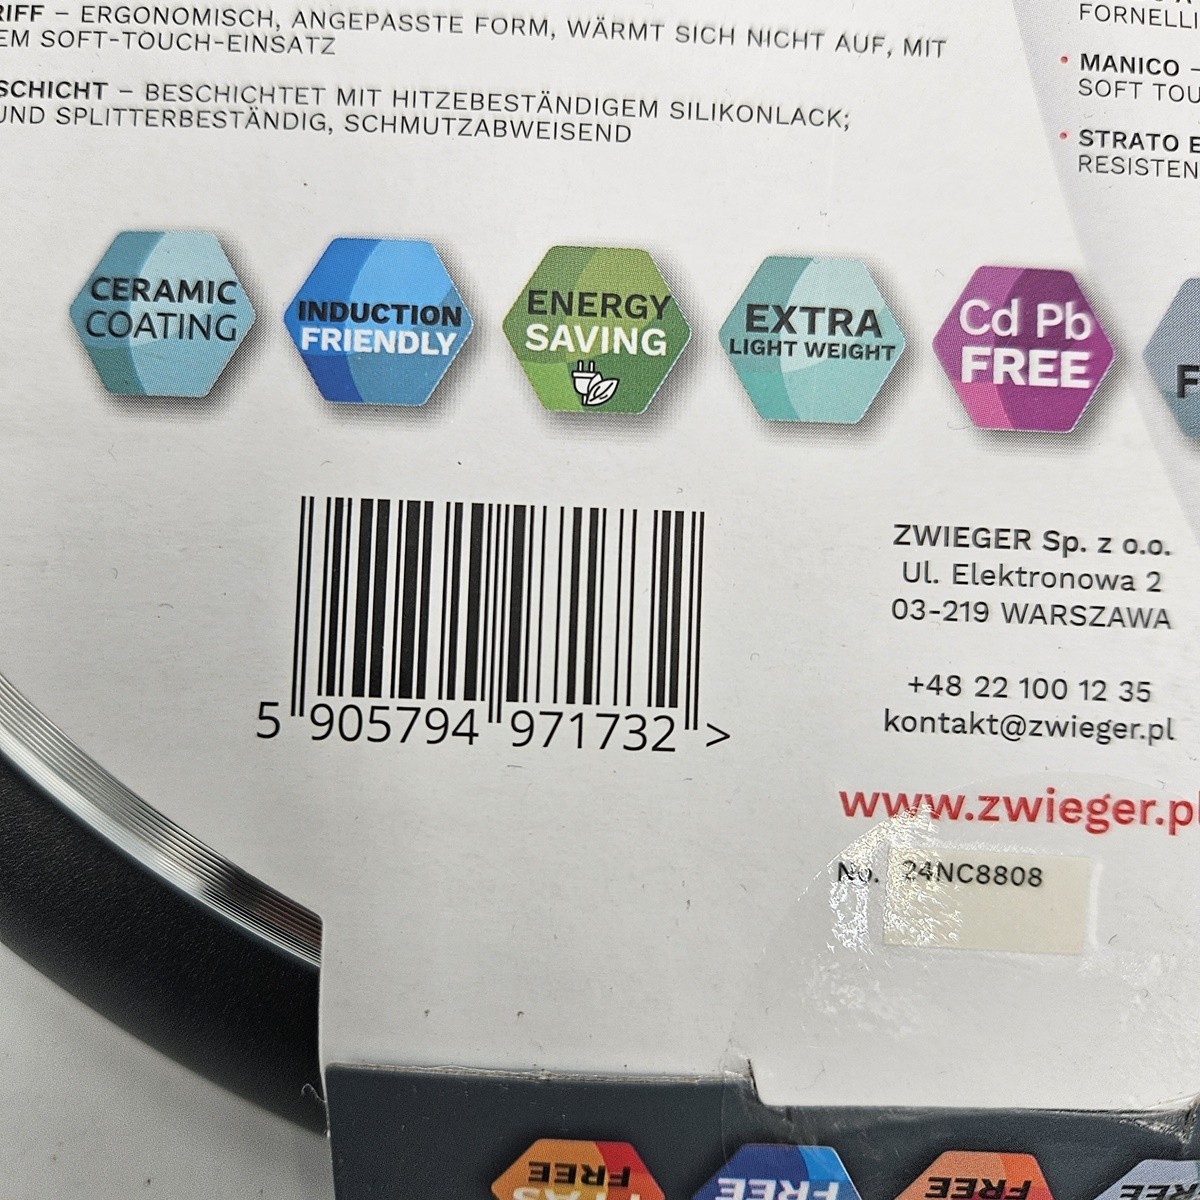 RIFF – ERGONOMISCH, ANGEPASSTE FORM, WÄRMT SICH NICHT AUF, MIT
EM SOFT-TOUCH-EINSATZ
SCHICHT – BESCHICHTET MIT HITZEBESTÄNDIGEM SILIKONLACK;
UND SPLITTERBESTÄNDIG, SCHMUTZABWEISEND
FORNELLI
• MANICO –
SOFT TOU
• STRATO E
RESISTEN
CERAMIC
COATING
INDUCTION
FRIENDLY
ENERGY
SAVING
EXTRA
LIGHT WEIGHT
Cd Pb
FREE
F
5 905794 971732 >
ZWIEGER Sp. z o.o.
Ul. Elektronowa 2
03-219 WARSZAWA
+48 22 100 12 35
kontakt@zwieger.pl
www.zwieger.pl
No. 24NC8808
FREE
FREE
FREE